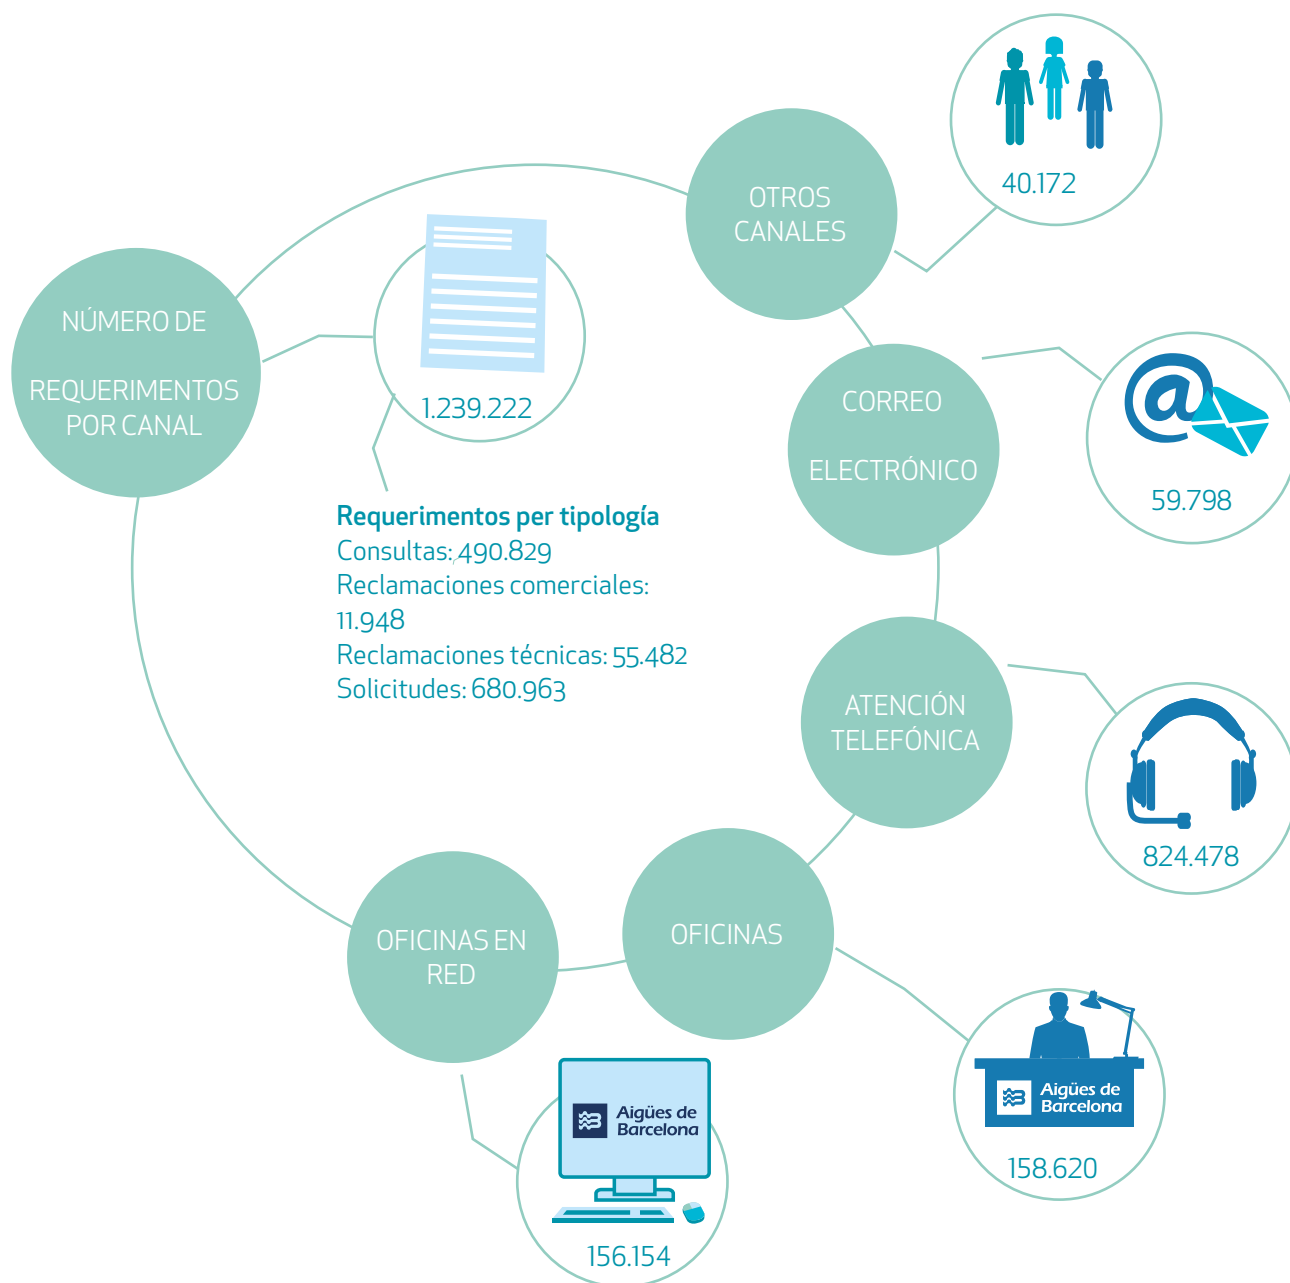 40.172
OTROS
CANALES
NÚMERO DE
REQUERIMENTOS
POR CANAL
1.239.222
CORREO
ELECTRÓNICO
@
59.798
Requerimentos per tipología
Consultas: 490.829
Reclamaciones comerciales:
11.948
Reclamaciones técnicas: 55.482
Solicitudes: 680.963
ATENCIÓN
TELEFÓNICA
824.478
OFICINAS
OFICINAS EN
RED
Aigües de
Barcelona
158.620
Aigües de
Barcelona
156.154